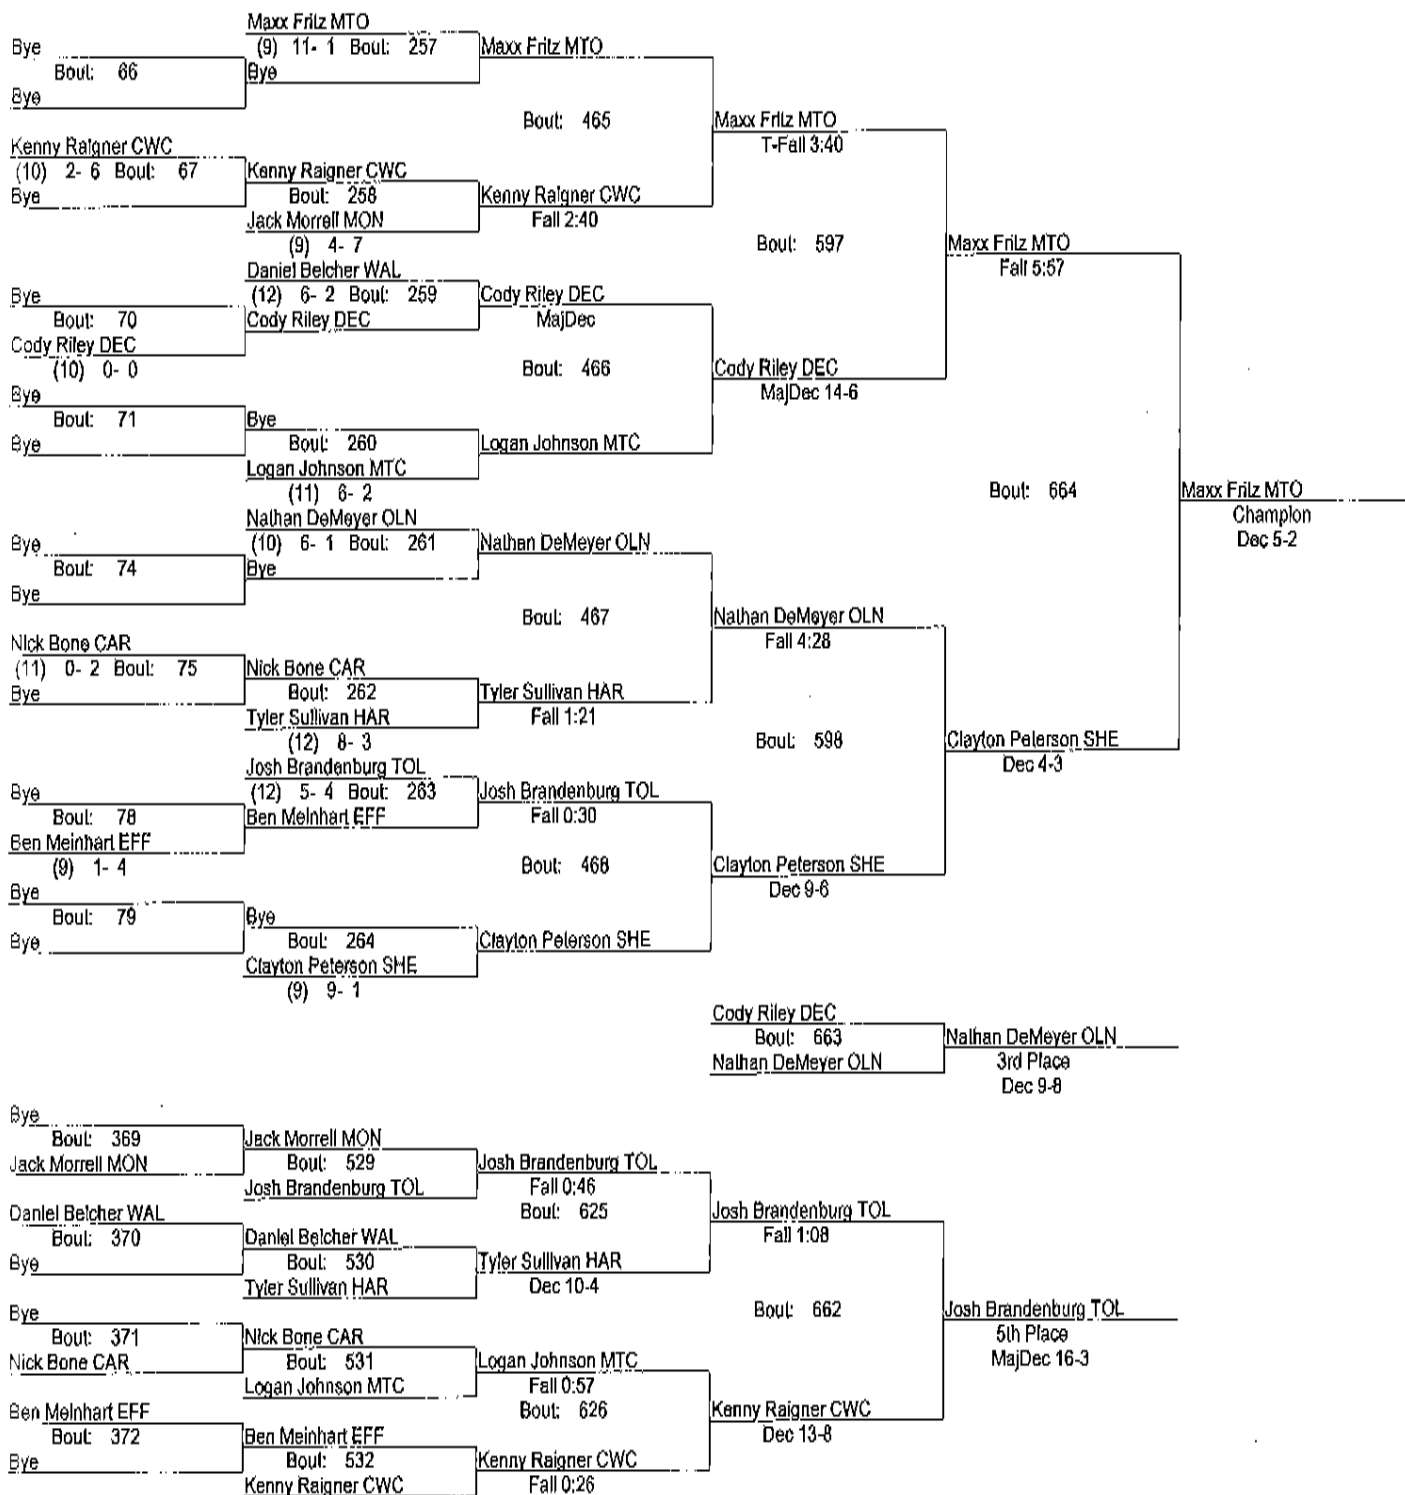 Maxx Fritz MTO
Bye
(9) 11- 1 Bout: 257
Maxx Fritz MTO
Bout: 66
Bye
Bye
Bout: 465
Maxx Fritz MTO
T-Fall 3:40
Kenny Raigner CWC
(10) 2- 6 Bout: 67
Kenny Raigner CWC
Bye
Bout: 258
Kenny Raigner CWC
Jack Morrell MON
Fall 2:40
(9) 4- 7
Bout: 597
Maxx Fritz MTO
Fall 5:57
Daniel Belcher WAL
Bye
(12) 6- 2 Bout: 259
Cody Riley DEC
Bout: 70
Cody Riley DEC
MajDec
Cody Riley DEC
(10) 0- 0
Bout: 466
Cody Riley DEC
MajDec 14-6
Bye
Bout: 71
Bye
Bye
Bout: 260
Logan Johnson MTC
Logan Johnson MTC
(11) 6- 2
Bout: 664
Maxx Fritz MTO
Champion
Dec 5-2
Nathan DeMeyer OLN
Bye
(10) 6- 1 Bout: 261
Nathan DeMeyer OLN
Bout: 74
Bye
Bye
Bout: 467
Nathan DeMeyer OLN
Fall 4:28
Nick Bone CAR
(11) 0- 2 Bout: 75
Nick Bone CAR
Bye
Bout: 262
Tyler Sullivan HAR
Tyler Sullivan HAR
Fall 1:21
(12) 8- 3
Bout: 598
Clayton Peterson SHE
Dec 4-3
Josh Brandenburg TOL
Bye
(12) 5- 4 Bout: 263
Josh Brandenburg TOL
Bout: 78
Ben Meinhart EFF
Fall 0:30
Ben Meinhart EFF
(9) 1- 4
Bout: 468
Clayton Peterson SHE
Dec 9-6
Bye
Bout: 79
Bye
Bye
Bout: 264
Clayton Peterson SHE
Clayton Peterson SHE
(9) 9- 1
Cody Riley DEC
Bout: 663
Nathan DeMeyer OLN
Nathan DeMeyer OLN
3rd Place
Dec 9-8
Bye
Bout: 369
Jack Morrell MON
Jack Morrell MON
Bout: 529
Josh Brandenburg TOL
Josh Brandenburg TOL
Fall 0:46
Bout: 625
Josh Brandenburg TOL
Fall 1:08
Daniel Belcher WAL
Bout: 370
Daniel Belcher WAL
Bye
Bout: 530
Tyler Sullivan HAR
Tyler Sullivan HAR
Dec 10-4
Bout: 662
Josh Brandenburg TOL
5th Place
MajDec 16-3
Bye
Bout: 371
Nick Bone CAR
Nick Bone CAR
Bout: 531
Logan Johnson MTC
Logan Johnson MTC
Fall 0:57
Bout: 626
Kenny Raigner CWC
Dec 13-8
Ben Meinhart EFF
Bout: 372
Ben Meinhart EFF
Bye
Bout: 532
Kenny Raigner CWC
Kenny Raigner CWC
Fall 0:26